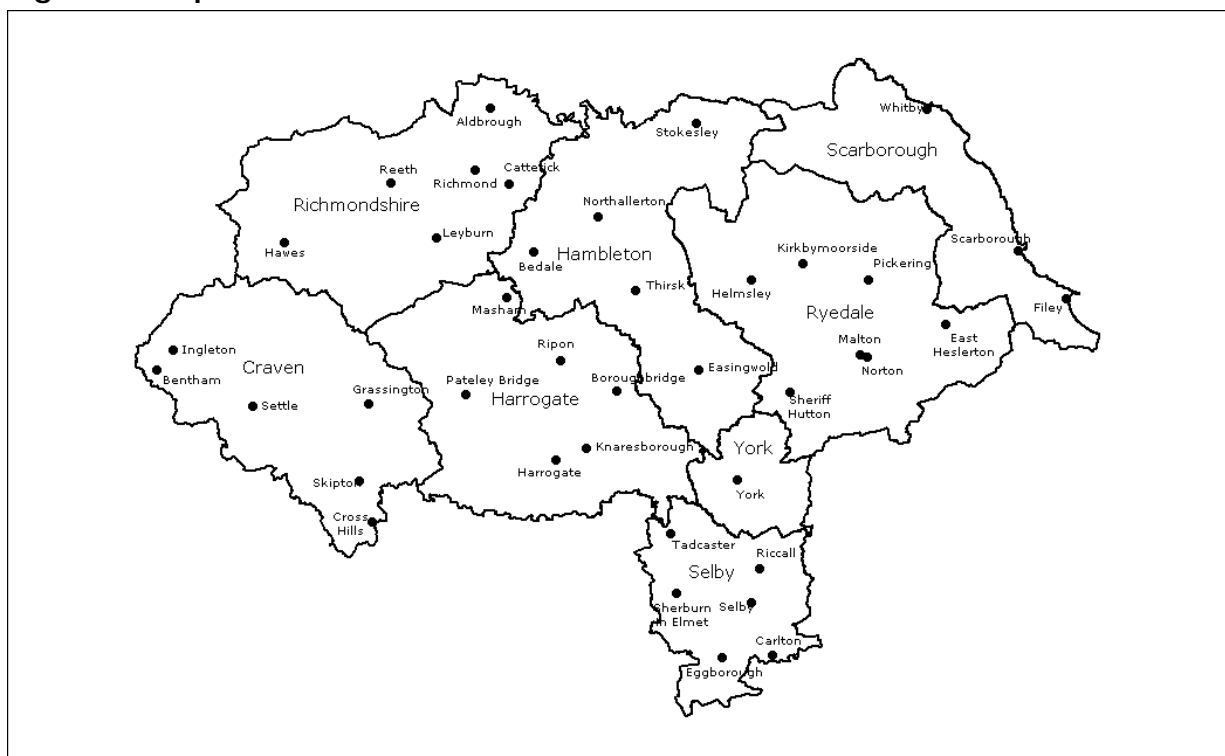 Whitby
Aldbrough
Stokesley
Scarborough
Reeth
Richmond
Catterick
Richmondshire
Northallerton
Leyburn
Scarborough
Hawes
Bedale
Hambleton
Kirkbymoorside
Pickering
Thirsk
Helmsley
Masham
Ryedale
Filey
Malton
East
Heslerton
Norton
Ingleton
Bentham
Craven
Ripon
Grassington
Pateley Bridge
Boroughbridge
Easingwold
Harrogate
Settle
Sheriff
Hutton
Knaresborough
York
Harrogate
Skipton
York
Cross
Hills
Tadcaster
Riccall
Selby
Sherburn
in Elmet
Selby
Carlton
Eggborough